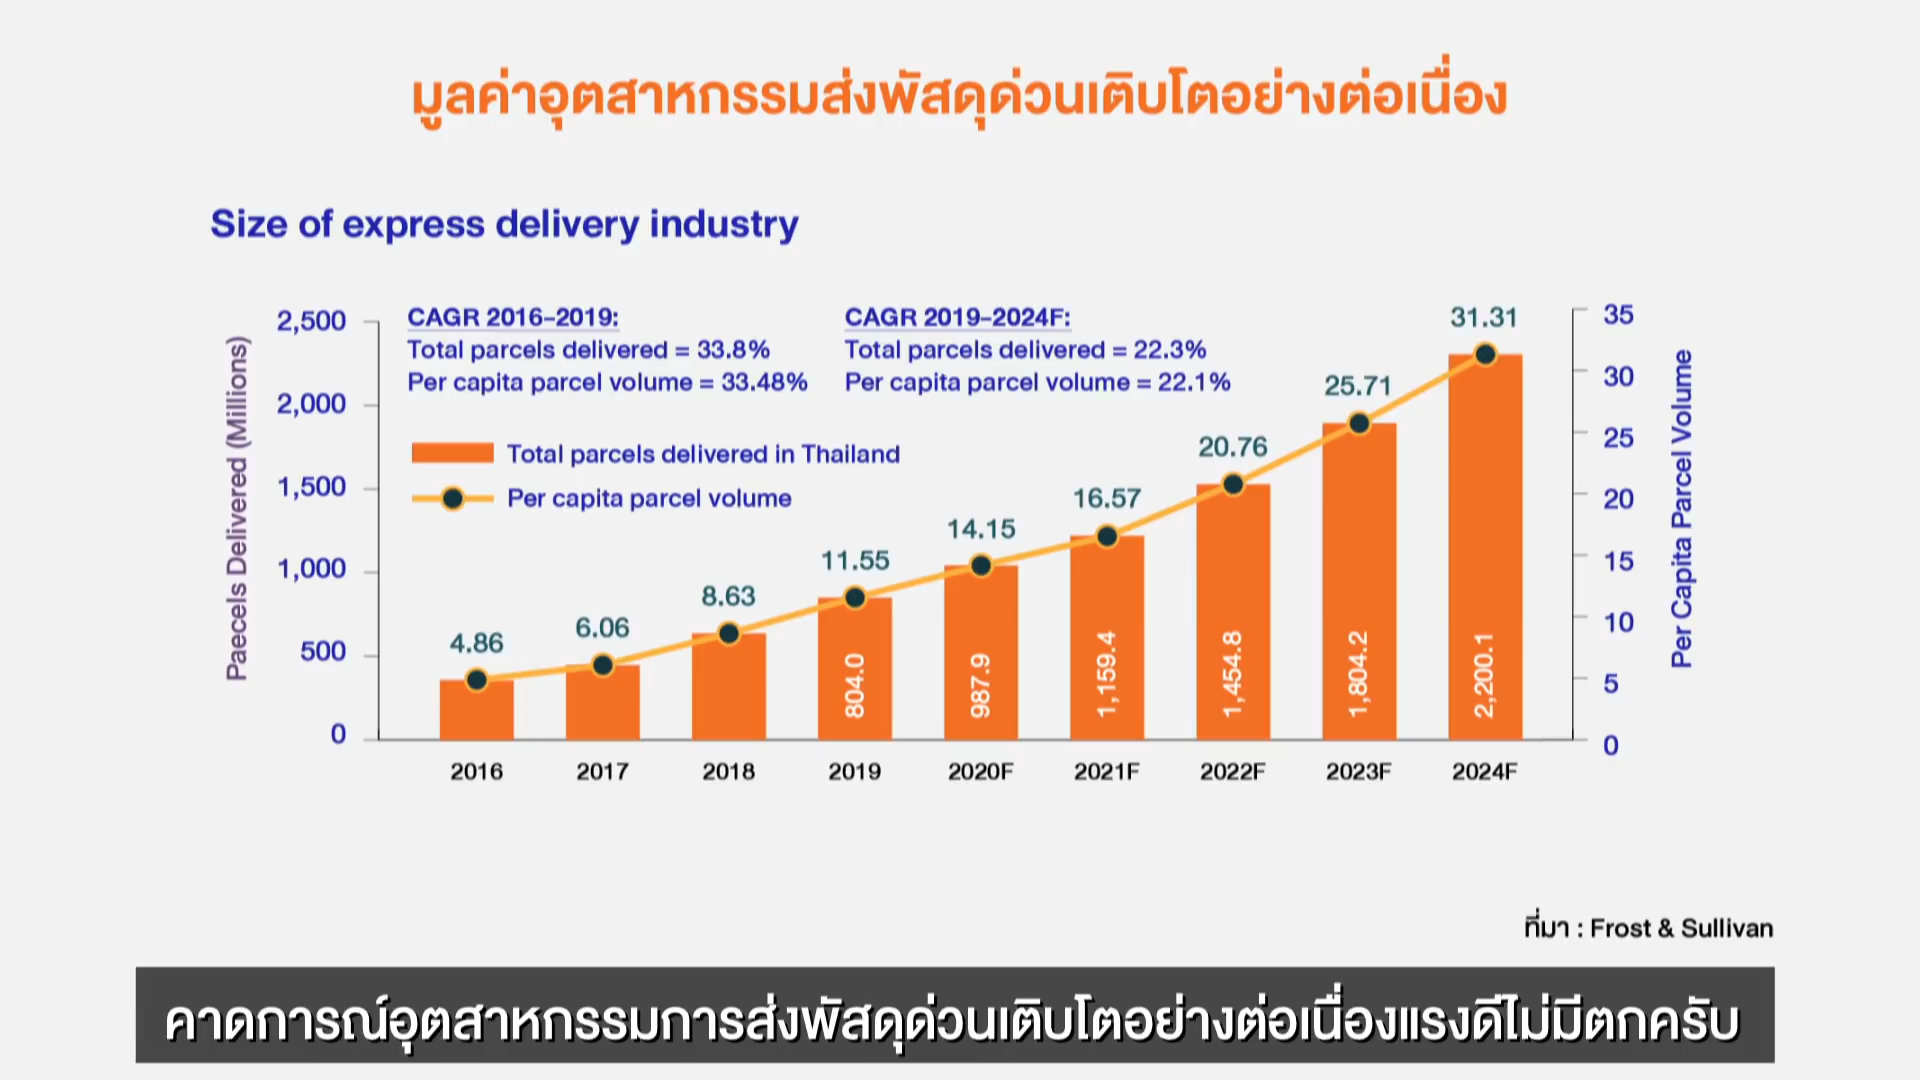 มูลค่าอุตสาหกรรมส่งพัสดุด่วนเติบโตอย่างต่อเนื่อง
Size of express delivery industry
CAGR 2016-2019:
Total parcels delivered = 33.8%
Per capita parcel volume = 33.48%
CAGR 2019-2024F:
Total parcels delivered = 22.3%
Per capita parcel volume = 22.1%
Total parcels delivered in Thailand
Per capita parcel volume
Paecels Delivered (Millions)
2,500
2,000
1,500
1,000
500
0
4.86
6.06
8.63
11.55
14.15
16.57
20.76
25.71
31.31
804.0
987.9
1,159.4
1,454.8
1,804.2
2,200.1
35
30
25
20
15
10
5
0
Per Capita Parcel Volume
2016
2017
2018
2019
2020F
2021F
2022F
2023F
2024F
ที่มา : Frost & Sullivan
คาดการณ์อุตสาหกรรมการส่งพัสดุด่วนเติบโตอย่างต่อเนื่องแรงดีไม่มีตกครับ